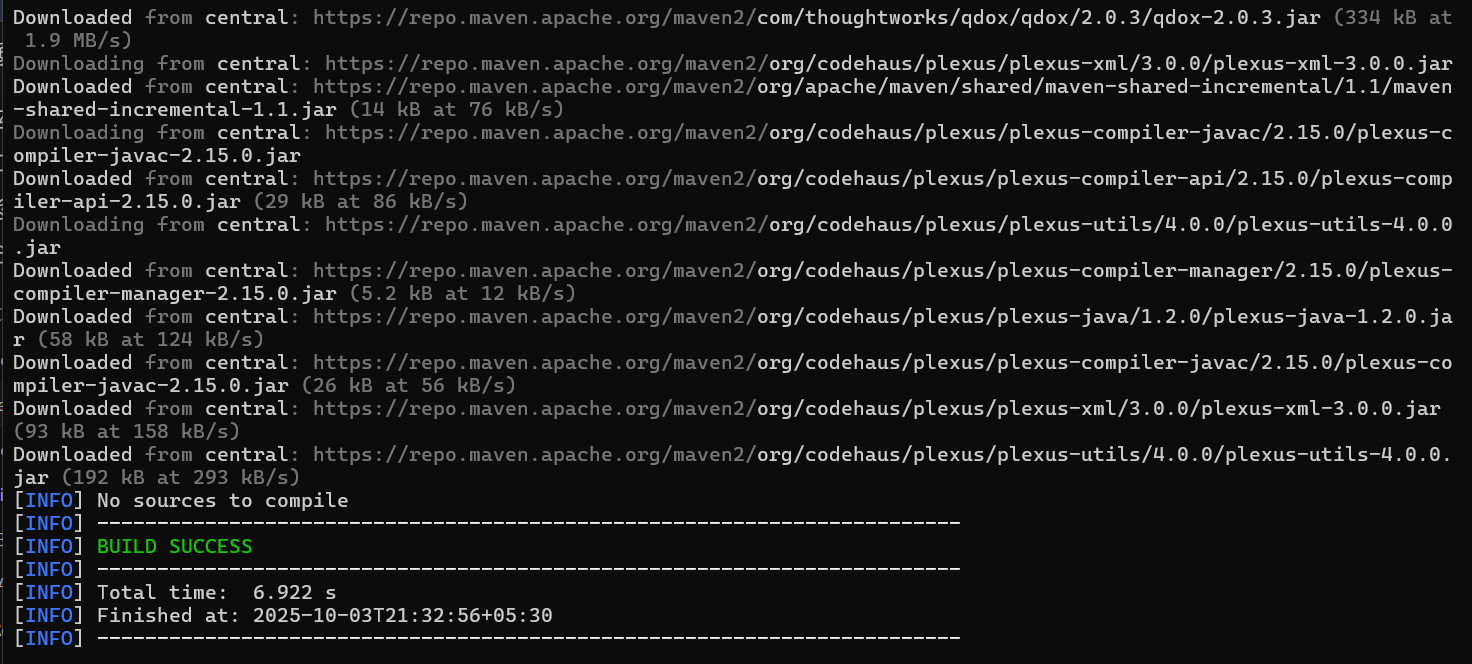 Downloaded from central: https://repo.maven.apache.org/maven2/com/thoughtworks/qdox/qdox/2.0.3/qdox-2.0.3.jar (334 kB at
 1.9 MB/s)
Downloading from central: https://repo.maven.apache.org/maven2/org/codehaus/plexus/plexus-xml/3.0.0/plexus-xml-3.0.0.jar
Downloaded from central: https://repo.maven.apache.org/maven2/org/apache/maven/shared/maven-shared-incremental/1.1/maven
-shared-incremental-1.1.jar (14 kB at 76 kB/s)
Downloading from central: https://repo.maven.apache.org/maven2/org/codehaus/plexus/plexus-compiler-javac/2.15.0/plexus-c
ompiler-javac-2.15.0.jar
Downloaded from central: https://repo.maven.apache.org/maven2/org/codehaus/plexus/plexus-compiler-api/2.15.0/plexus-comp
iler-api-2.15.0.jar (29 kB at 86 kB/s)
Downloading from central: https://repo.maven.apache.org/maven2/org/codehaus/plexus/plexus-utils/4.0.0/plexus-utils-4.0.0
.jar
Downloaded from central: https://repo.maven.apache.org/maven2/org/codehaus/plexus/plexus-compiler-manager/2.15.0/plexus-
compiler-manager-2.15.0.jar (5.2 kB at 12 kB/s)
Downloaded from central: https://repo.maven.apache.org/maven2/org/codehaus/plexus/plexus-java/1.2.0/plexus-java-1.2.0.ja
r (58 kB at 124 kB/s)
Downloaded from central: https://repo.maven.apache.org/maven2/org/codehaus/plexus/plexus-compiler-javac/2.15.0/plexus-co
mpiler-javac-2.15.0.jar (26 kB at 56 kB/s)
Downloaded from central: https://repo.maven.apache.org/maven2/org/codehaus/plexus/plexus-xml/3.0.0/plexus-xml-3.0.0.jar
(93 kB at 158 kB/s)
Downloaded from central: https://repo.maven.apache.org/maven2/org/codehaus/plexus/plexus-utils/4.0.0/plexus-utils-4.0.0.
jar (192 kB at 293 kB/s)
[INFO] No sources to compile
[INFO] ------------------------------------------------------------------------
[INFO] BUILD SUCCESS
[INFO] ------------------------------------------------------------------------
[INFO] Total time:  6.922 s
[INFO] Finished at: 2025-10-03T21:32:56+05:30
[INFO] ------------------------------------------------------------------------